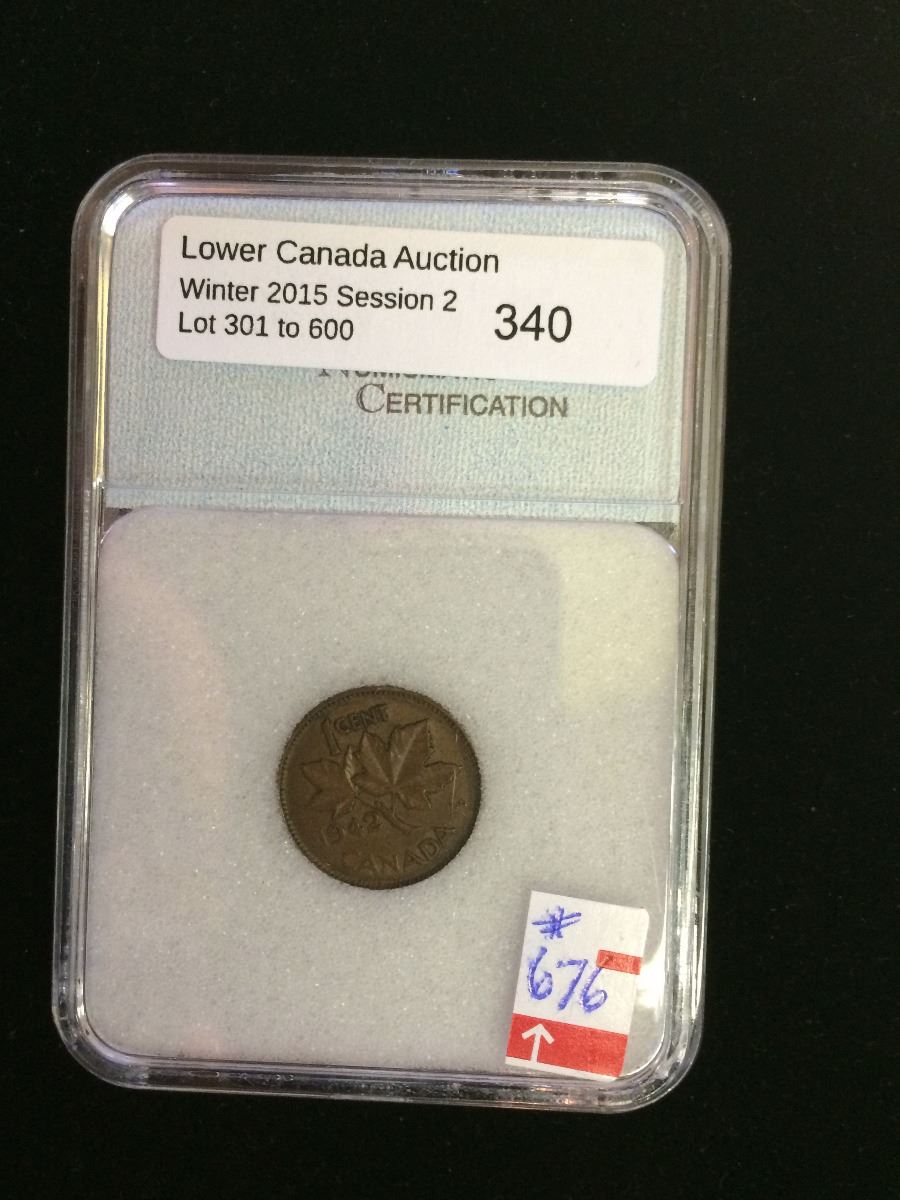 Lower Canada Auction
Winter 2015 Session 2
Lot 301 to 600
340
CERTIFICATION
1 CENT
1942
CANADA
#
676